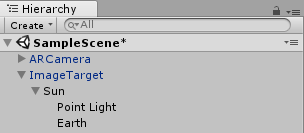 Hierarchy
Create All
SampleScene*
ARCamera
ImageTarget
Sun
Point Light
Earth